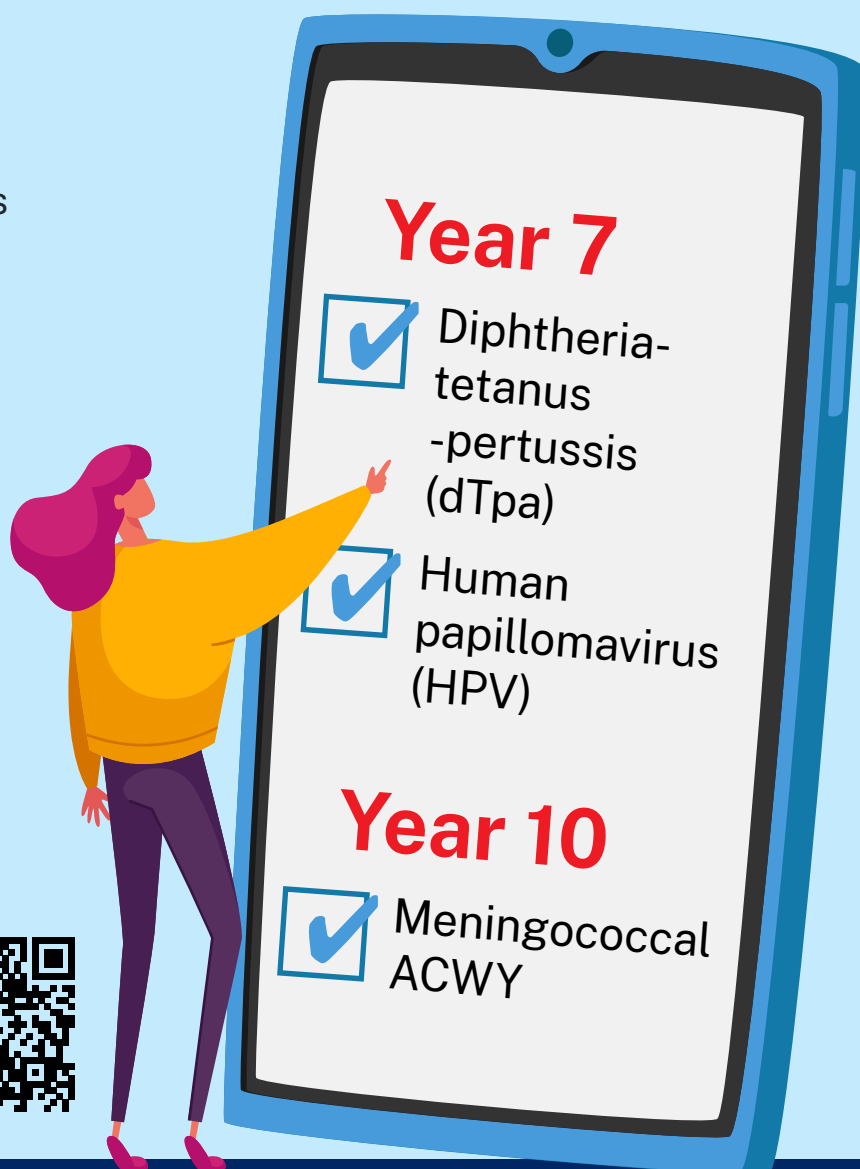 s
Year 7
Diphtheria-
tetanus
-pertussis
(dTpa)
Human
papillomavirus
(HPV)
Year 10
Meningococcal
ACWY